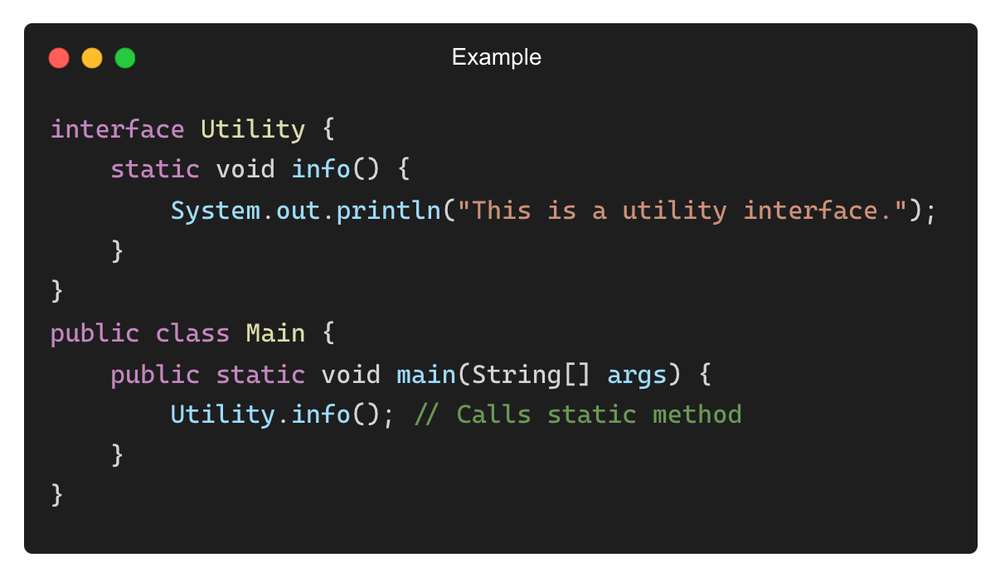 Example
interface Utility {
    static void info() {
        System.out.println("This is a utility interface.");
    }
}
public class Main {
    public static void main(String[] args) {
        Utility.info(); // Calls static method
    }
}